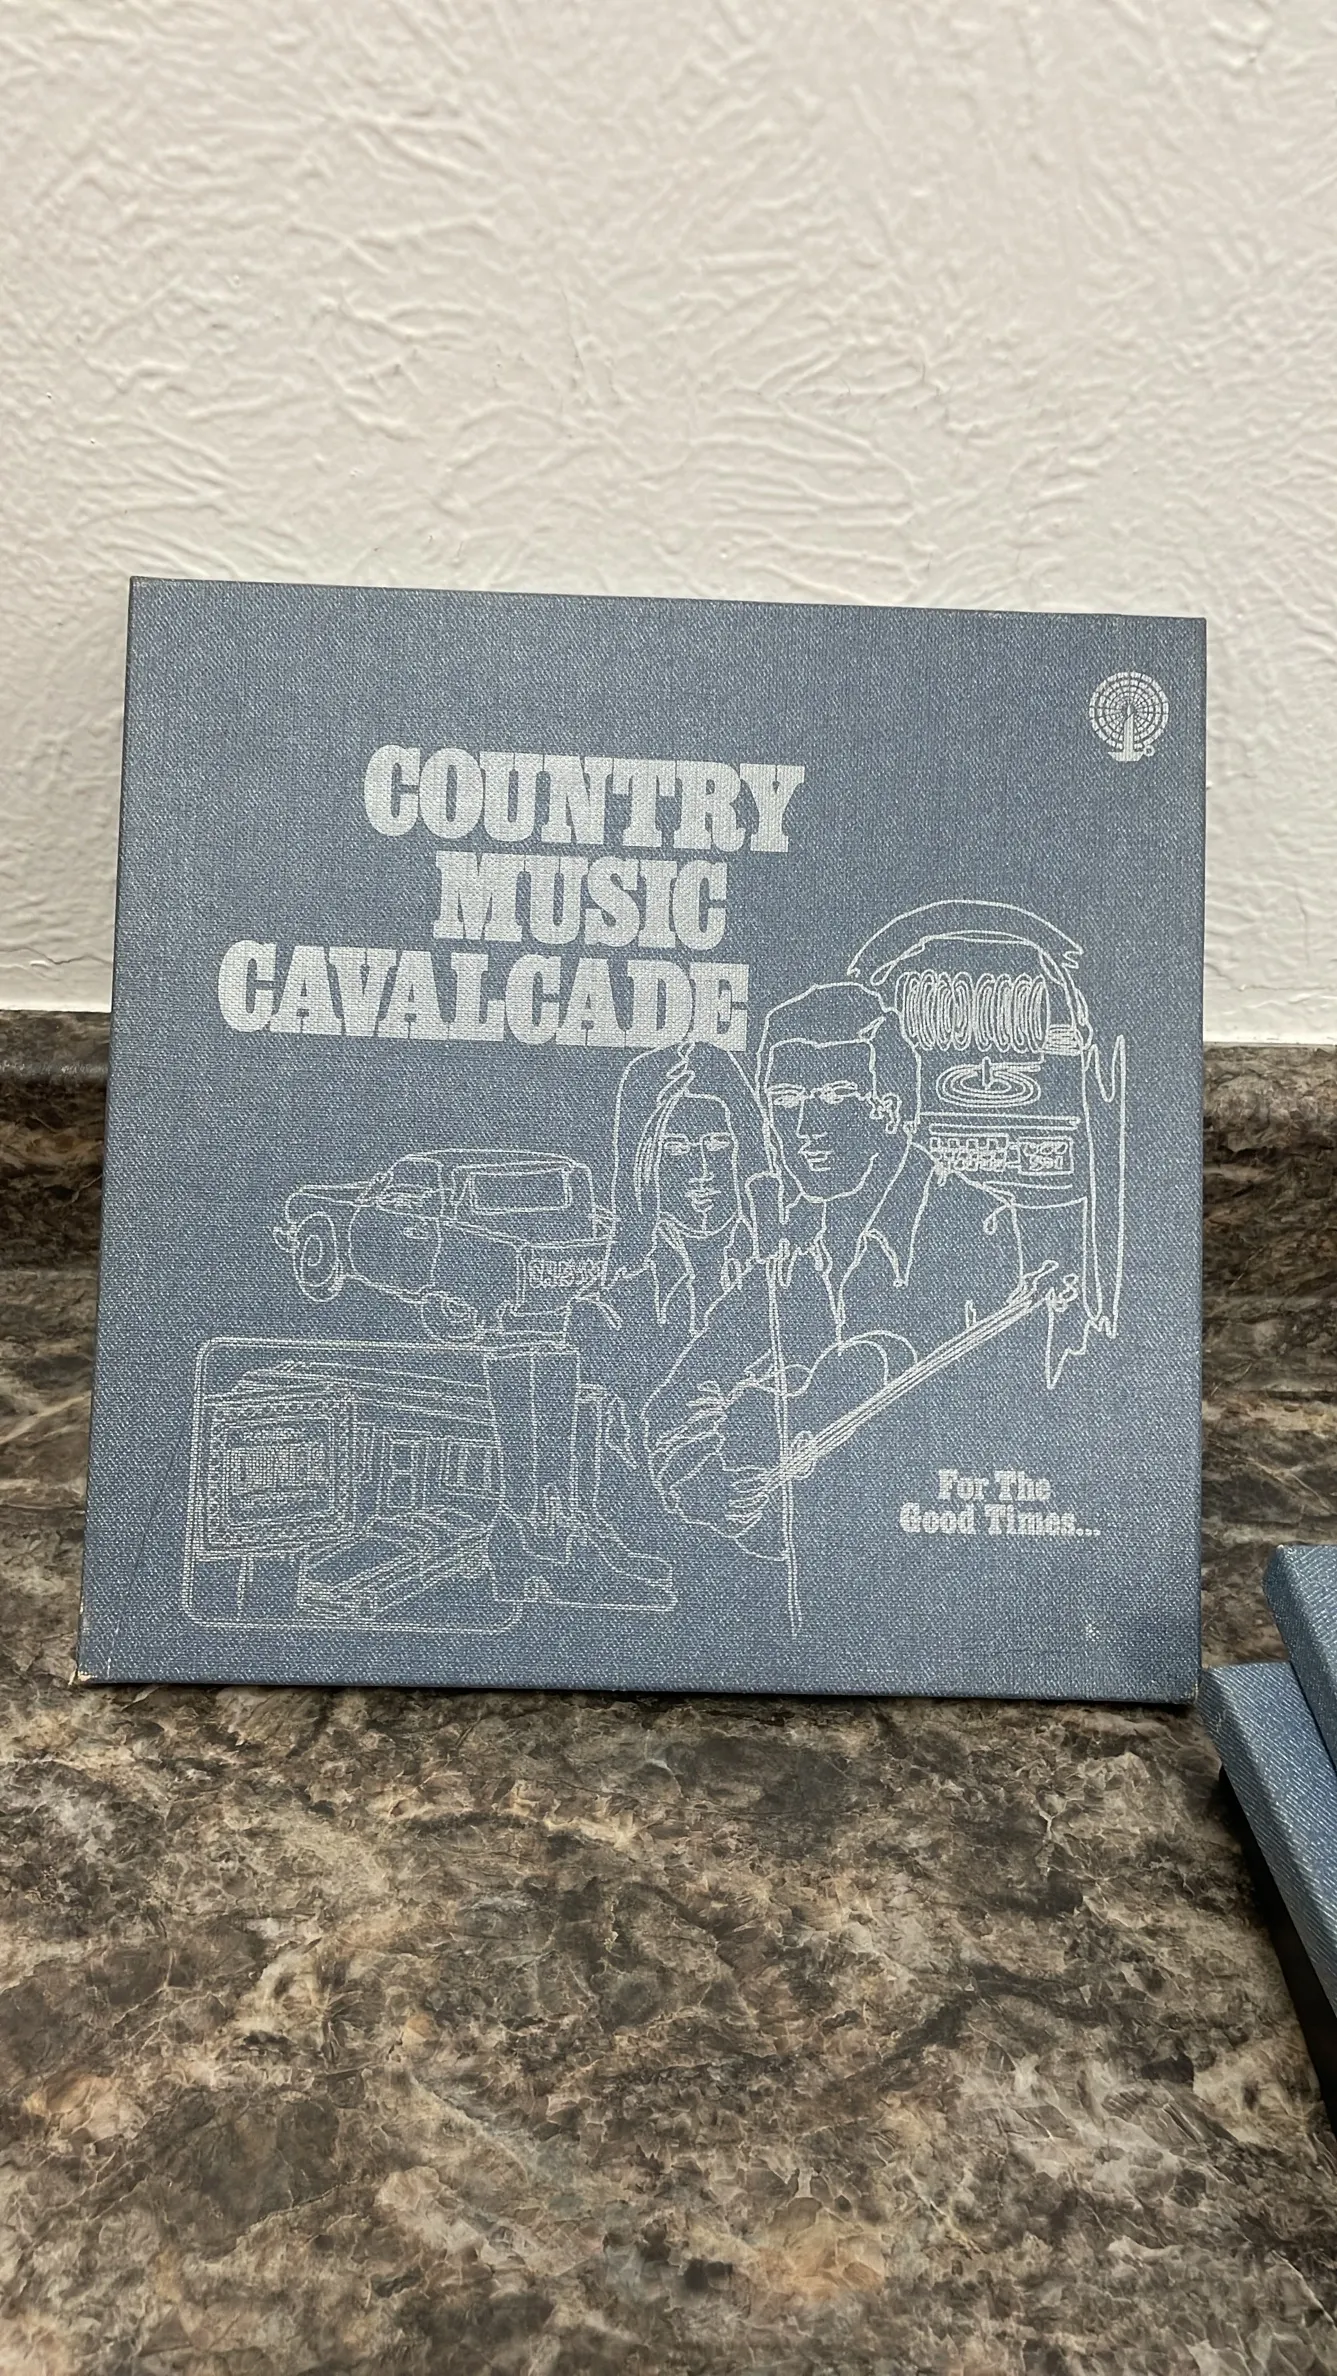 COUNTRY
MUSIC
CAVALCADE
For The
Good Times...